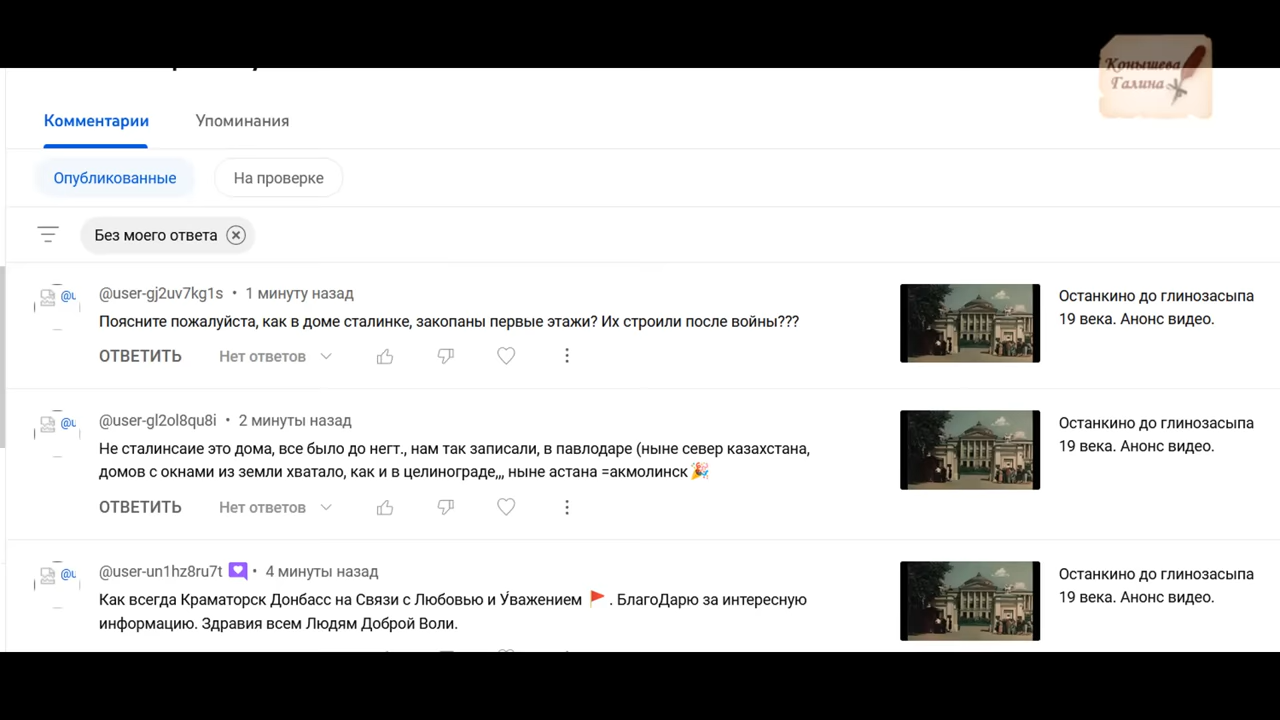 Конышева
Галина
Комментарии
Упоминания
Опубликованные
На проверке
Без моего ответа
@user-gj2uv7kg1s • 1 минуту назад
Поясните пожалуйста, как в доме сталинке, закопаны первые этажи? Их строили после войны???
ОТВЕТИТЬ
Нет ответов
Останкино до глинозасыпа
19 века. Анонс видео.
@user-gl2ol8qu8i • 2 минуты назад
Не сталинсаие это дома, все было до негт., нам так записали, в павлодаре (ныне север казахстана,
домов с окнами из земли хватало, как и в целинограде,,, ныне астана =акмолинск 🎉
ОТВЕТИТЬ
Нет ответов
Останкино до глинозасыпа
19 века. Анонс видео.
@user-un1hz8ru7t • 4 минуты назад
Как всегда Краматорск Донбасс на Связи с Любовью и У́важением 🚩 . БлагоДарю за интересную
информацию. Здравия всем Людям Доброй Воли.
Останкино до глинозасыпа
19 века. Анонс видео.